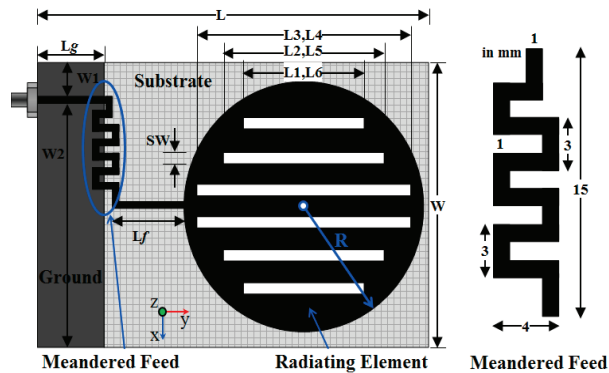 L
Lg
L3,L4
L2,L5
L1,L6
W1
Substrate
W2
SW
W
Lf
R
Ground
z
y
x
Meandered Feed
Radiating Element
1
in mm
3
1
15
3
4
Meandered Feed